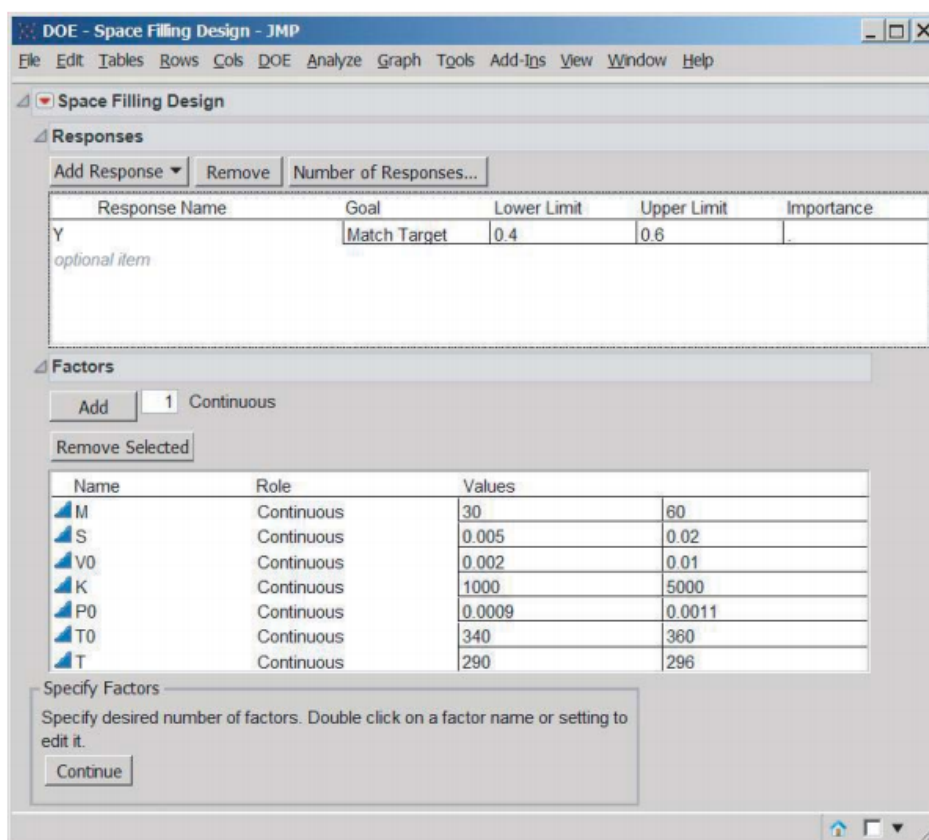 DOE - Space Filling Design - JMP
File Edit Tables Rows Cols DOE Analyze Graph Tools Add-Ins View Window Help
Space Filling Design
Responses
Add Response Remove Number of Responses...
Response Name Goal Lower Limit Upper Limit Importance
Y Match Target 0.4 0.6 .
optional item
Factors
Add 1 Continuous
Remove Selected
Name Role Values
M Continuous 30 60
S Continuous 0.005 0.02
V0 Continuous 0.002 0.01
K Continuous 1000 5000
P0 Continuous 0.0009 0.0011
T0 Continuous 340 360
T Continuous 290 296
Specify Factors
Specify desired number of factors. Double click on a factor name or setting to
edit it.
Continue